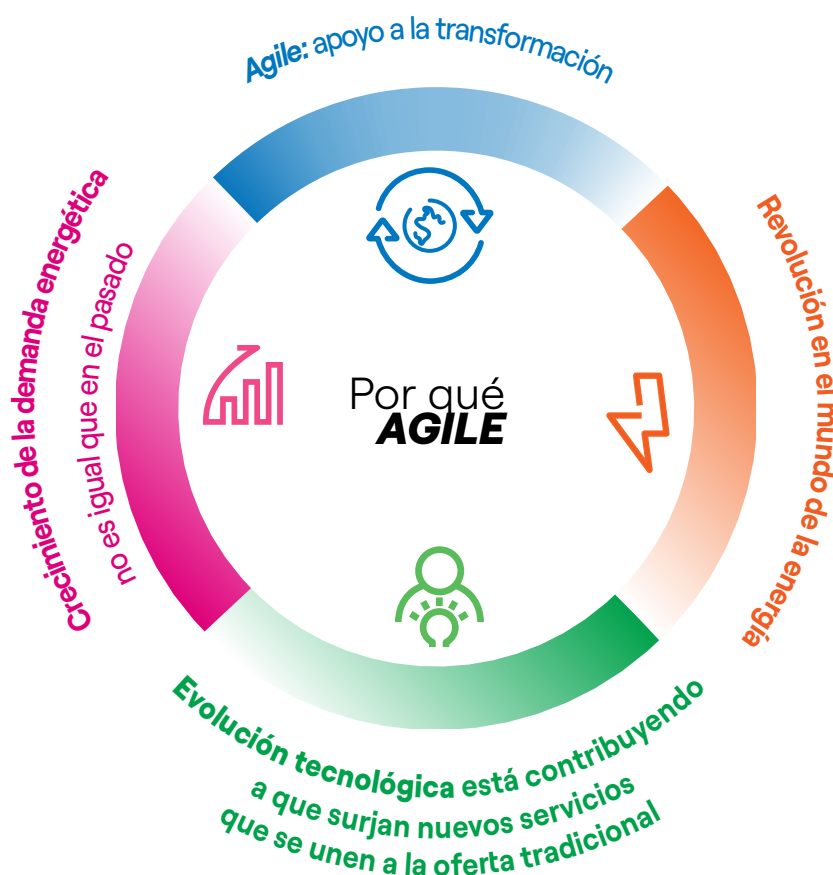 Agile: apoyo a la transformación
Crecimiento de la demanda energética
no es igual que en el pasado
Por qué
AGILE
Revolución en el mundo de la energía
Evolución tecnológica está contribuyendo
a que surjan nuevos servicios
que se unen a la oferta tradicional